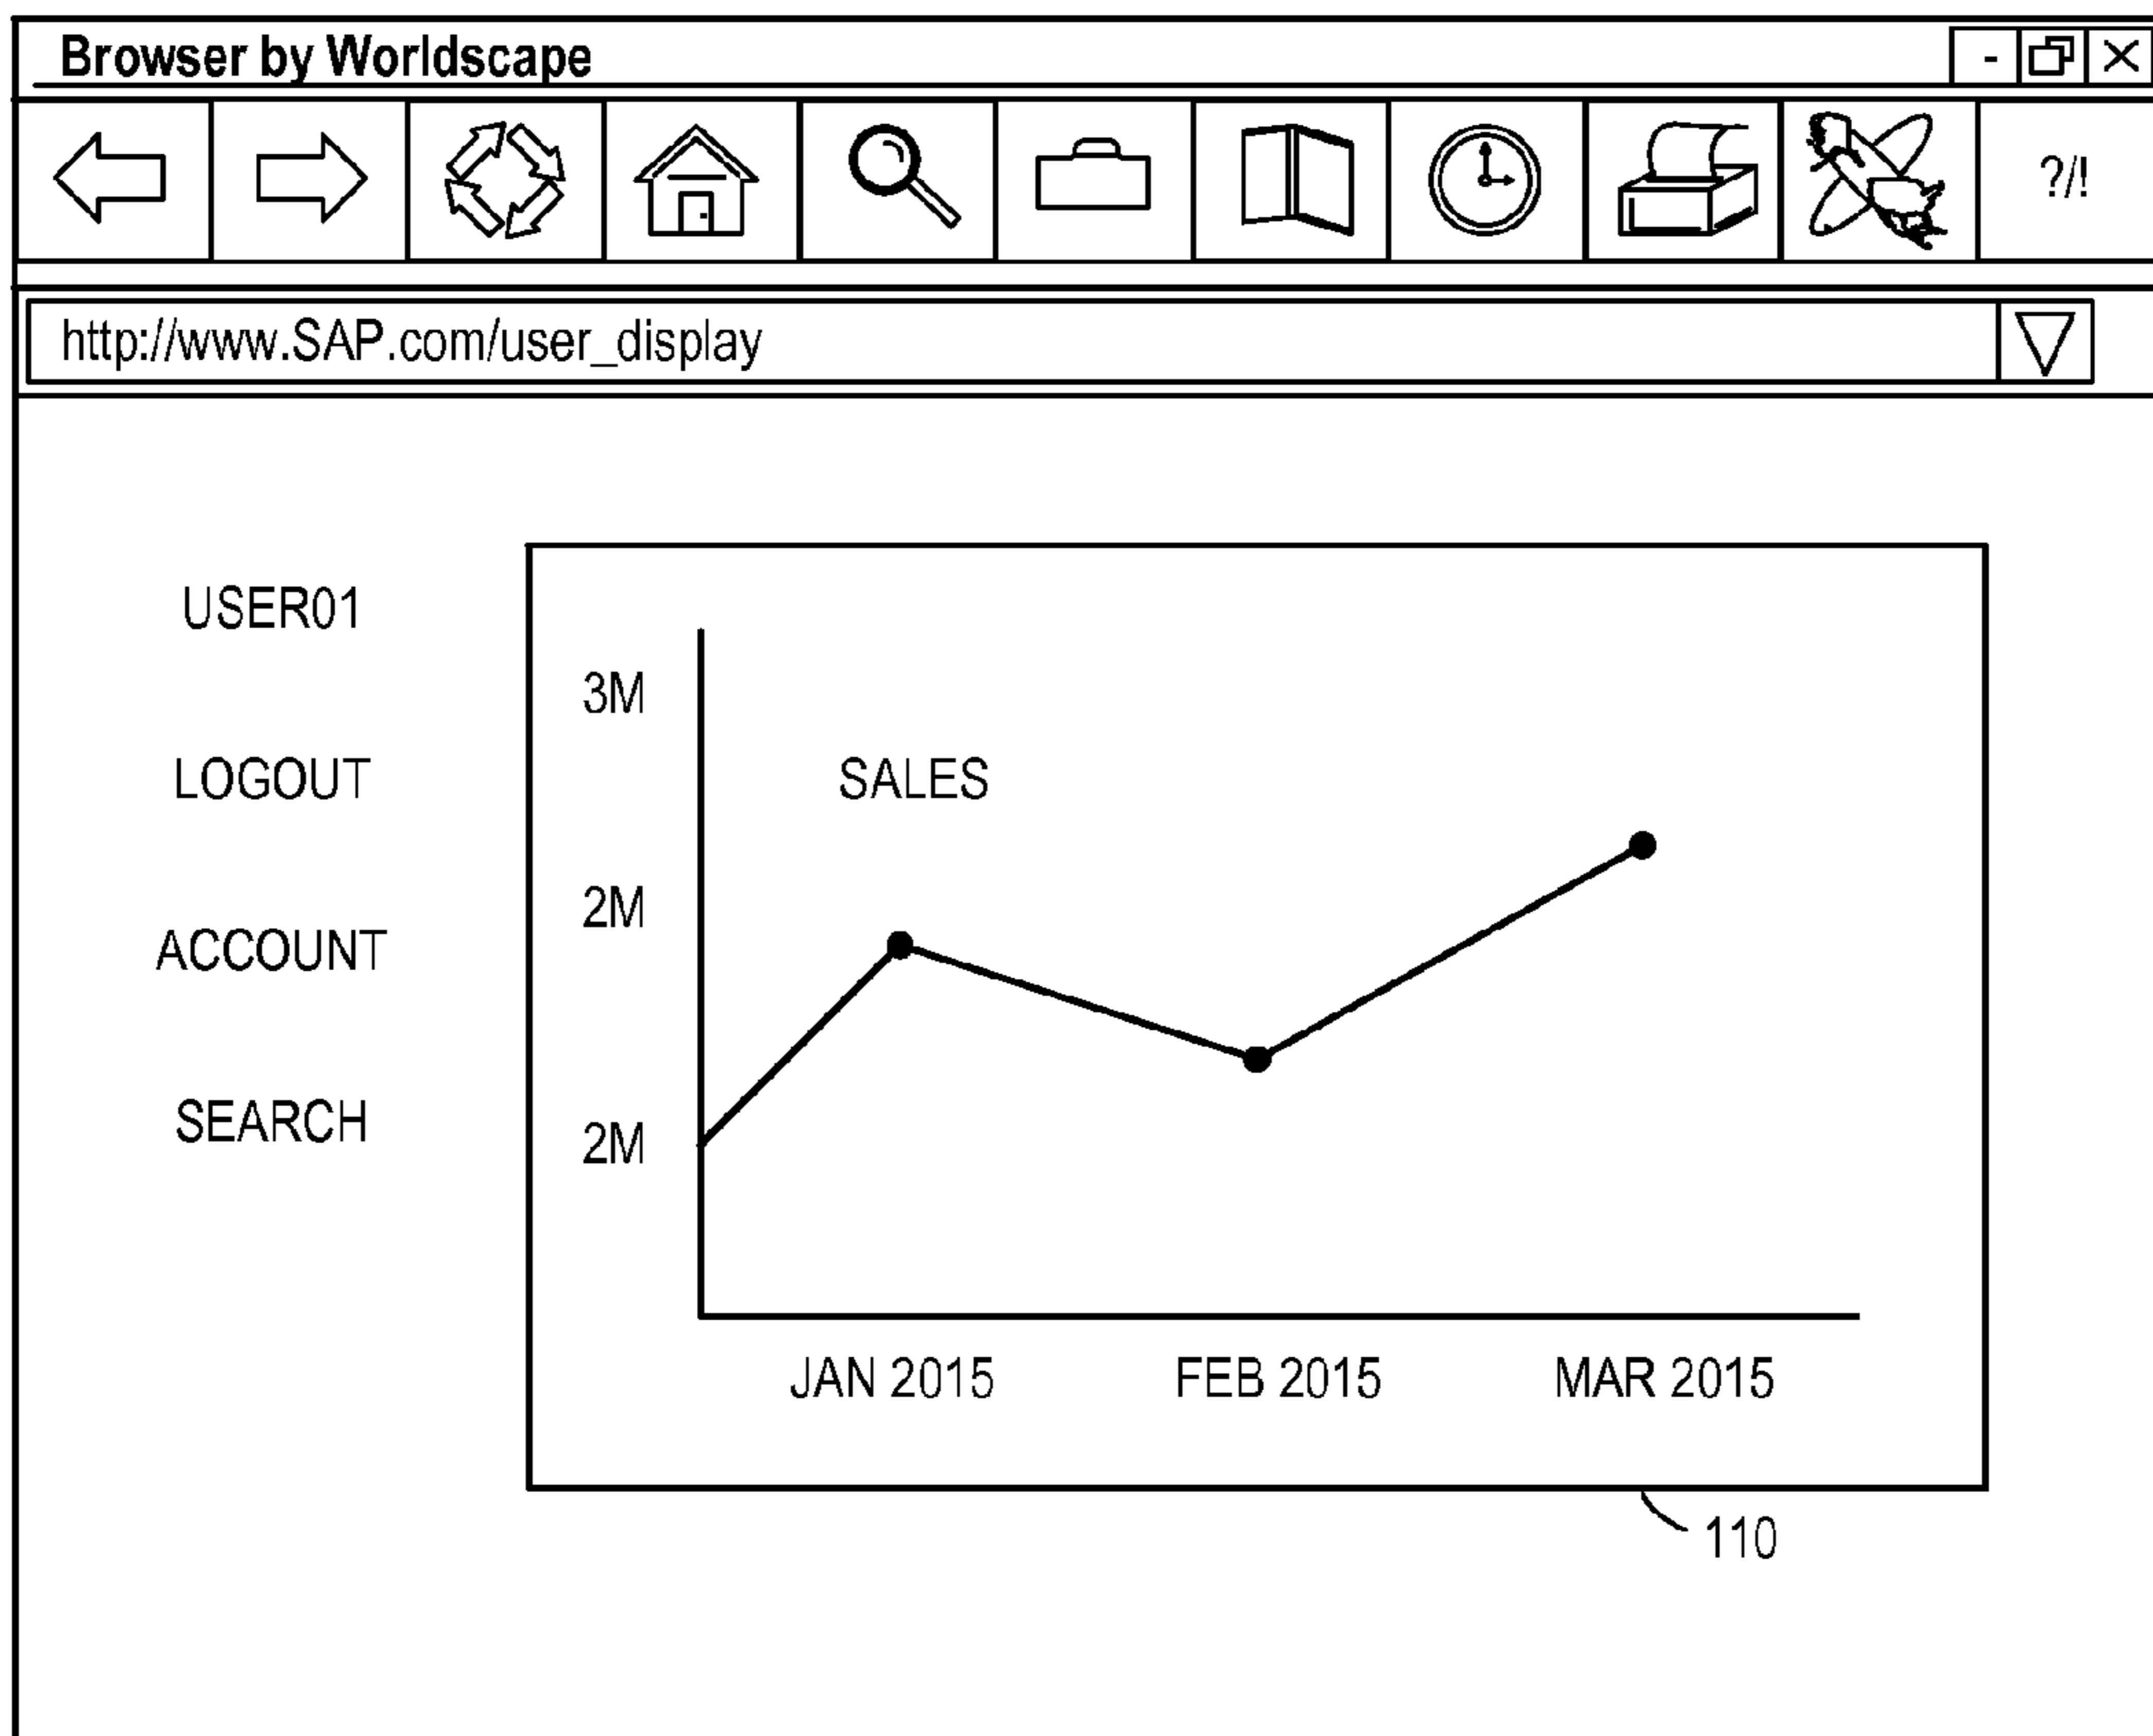 Browser by Worldscape
?/!
http://www.SAP.com/user_display
USER01
LOGOUT
ACCOUNT
SEARCH
3M
SALES
2M
2M
JAN 2015 FEB 2015 MAR 2015
110